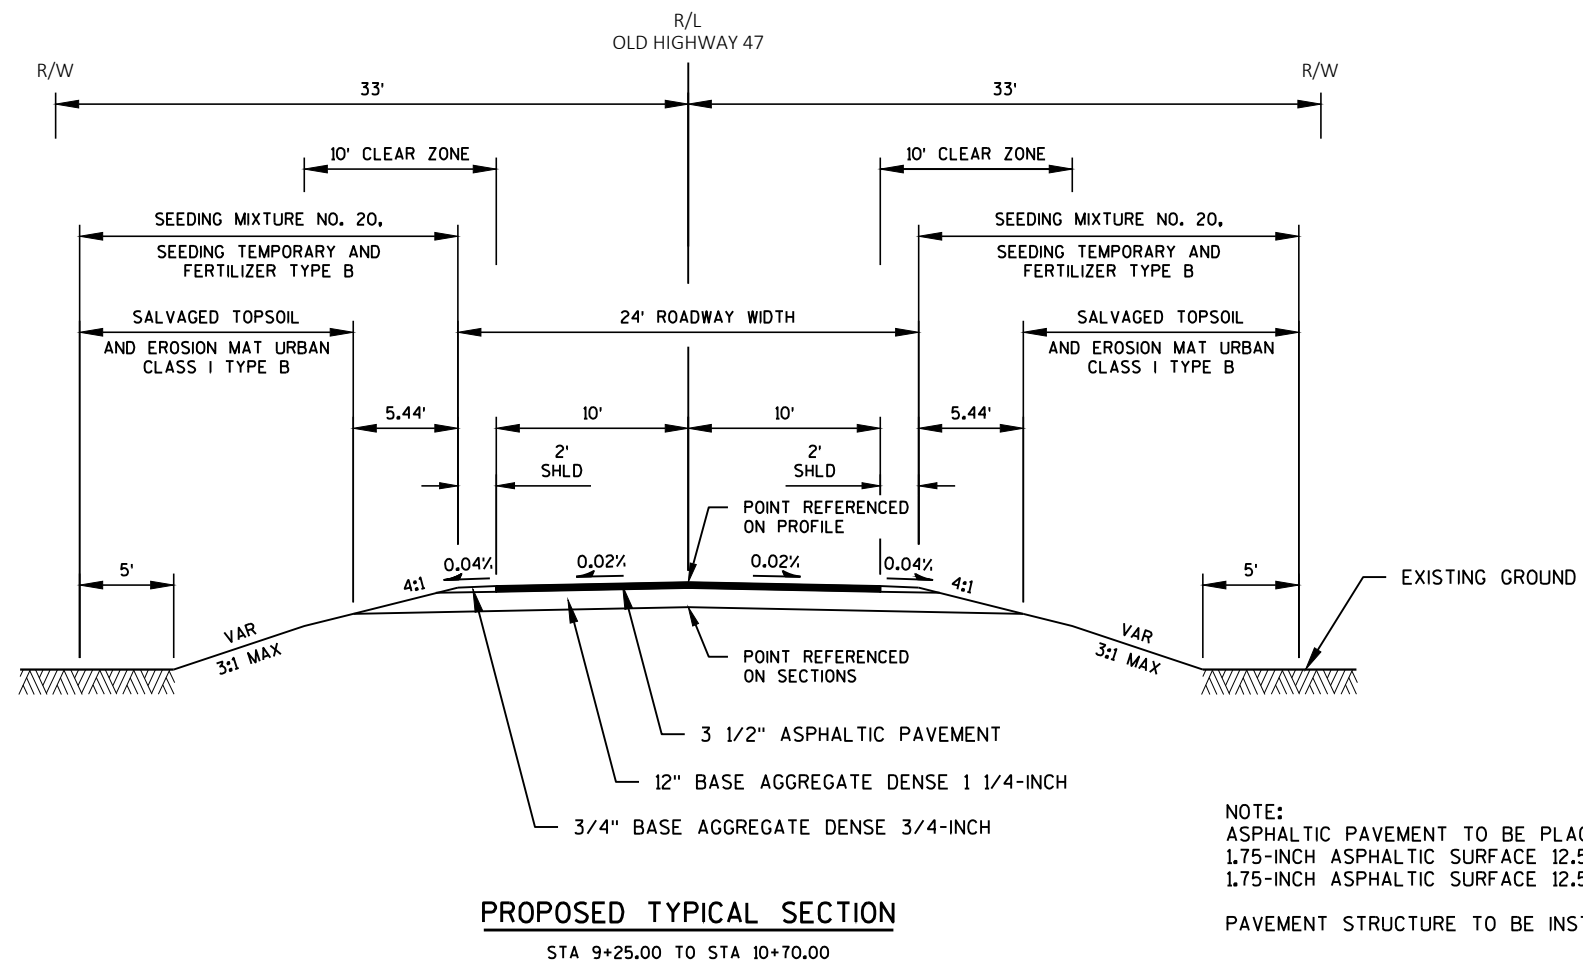 R/L
OLD HIGHWAY 47
R/W
R/W
33'
33'
10' CLEAR ZONE
10' CLEAR ZONE
SEEDING MIXTURE NO. 20,
SEEDING TEMPORARY AND
FERTILIZER TYPE B
SEEDING MIXTURE NO. 20,
SEEDING TEMPORARY AND
FERTILIZER TYPE B
SALVAGED TOPSOIL
AND EROSION MAT URBAN
CLASS I TYPE B
24' ROADWAY WIDTH
SALVAGED TOPSOIL
AND EROSION MAT URBAN
CLASS I TYPE B
5.44'
10'
10'
5.44'
2'
SHLD
2'
SHLD
POINT REFERENCED
ON PROFILE
5'
4:1
0.04%
0.02%
0.02%
0.04%
4:1
5'
EXISTING GROUND
VAR
3:1 MAX
VAR
3:1 MAX
POINT REFERENCED
ON SECTIONS
3 1/2" ASPHALTIC PAVEMENT
12" BASE AGGREGATE DENSE 1 1/4-INCH
3/4" BASE AGGREGATE DENSE 3/4-INCH
NOTE:
ASPHALTIC PAVEMENT TO BE
1.75-INCH ASPHALTIC SURFACE 12.5
1.75-INCH ASPHALTIC SURFACE 12.5
PAVEMENT STRUCTURE TO BE
PROPOSED TYPICAL SECTION
STA 9+25.00 TO STA 10+70.00